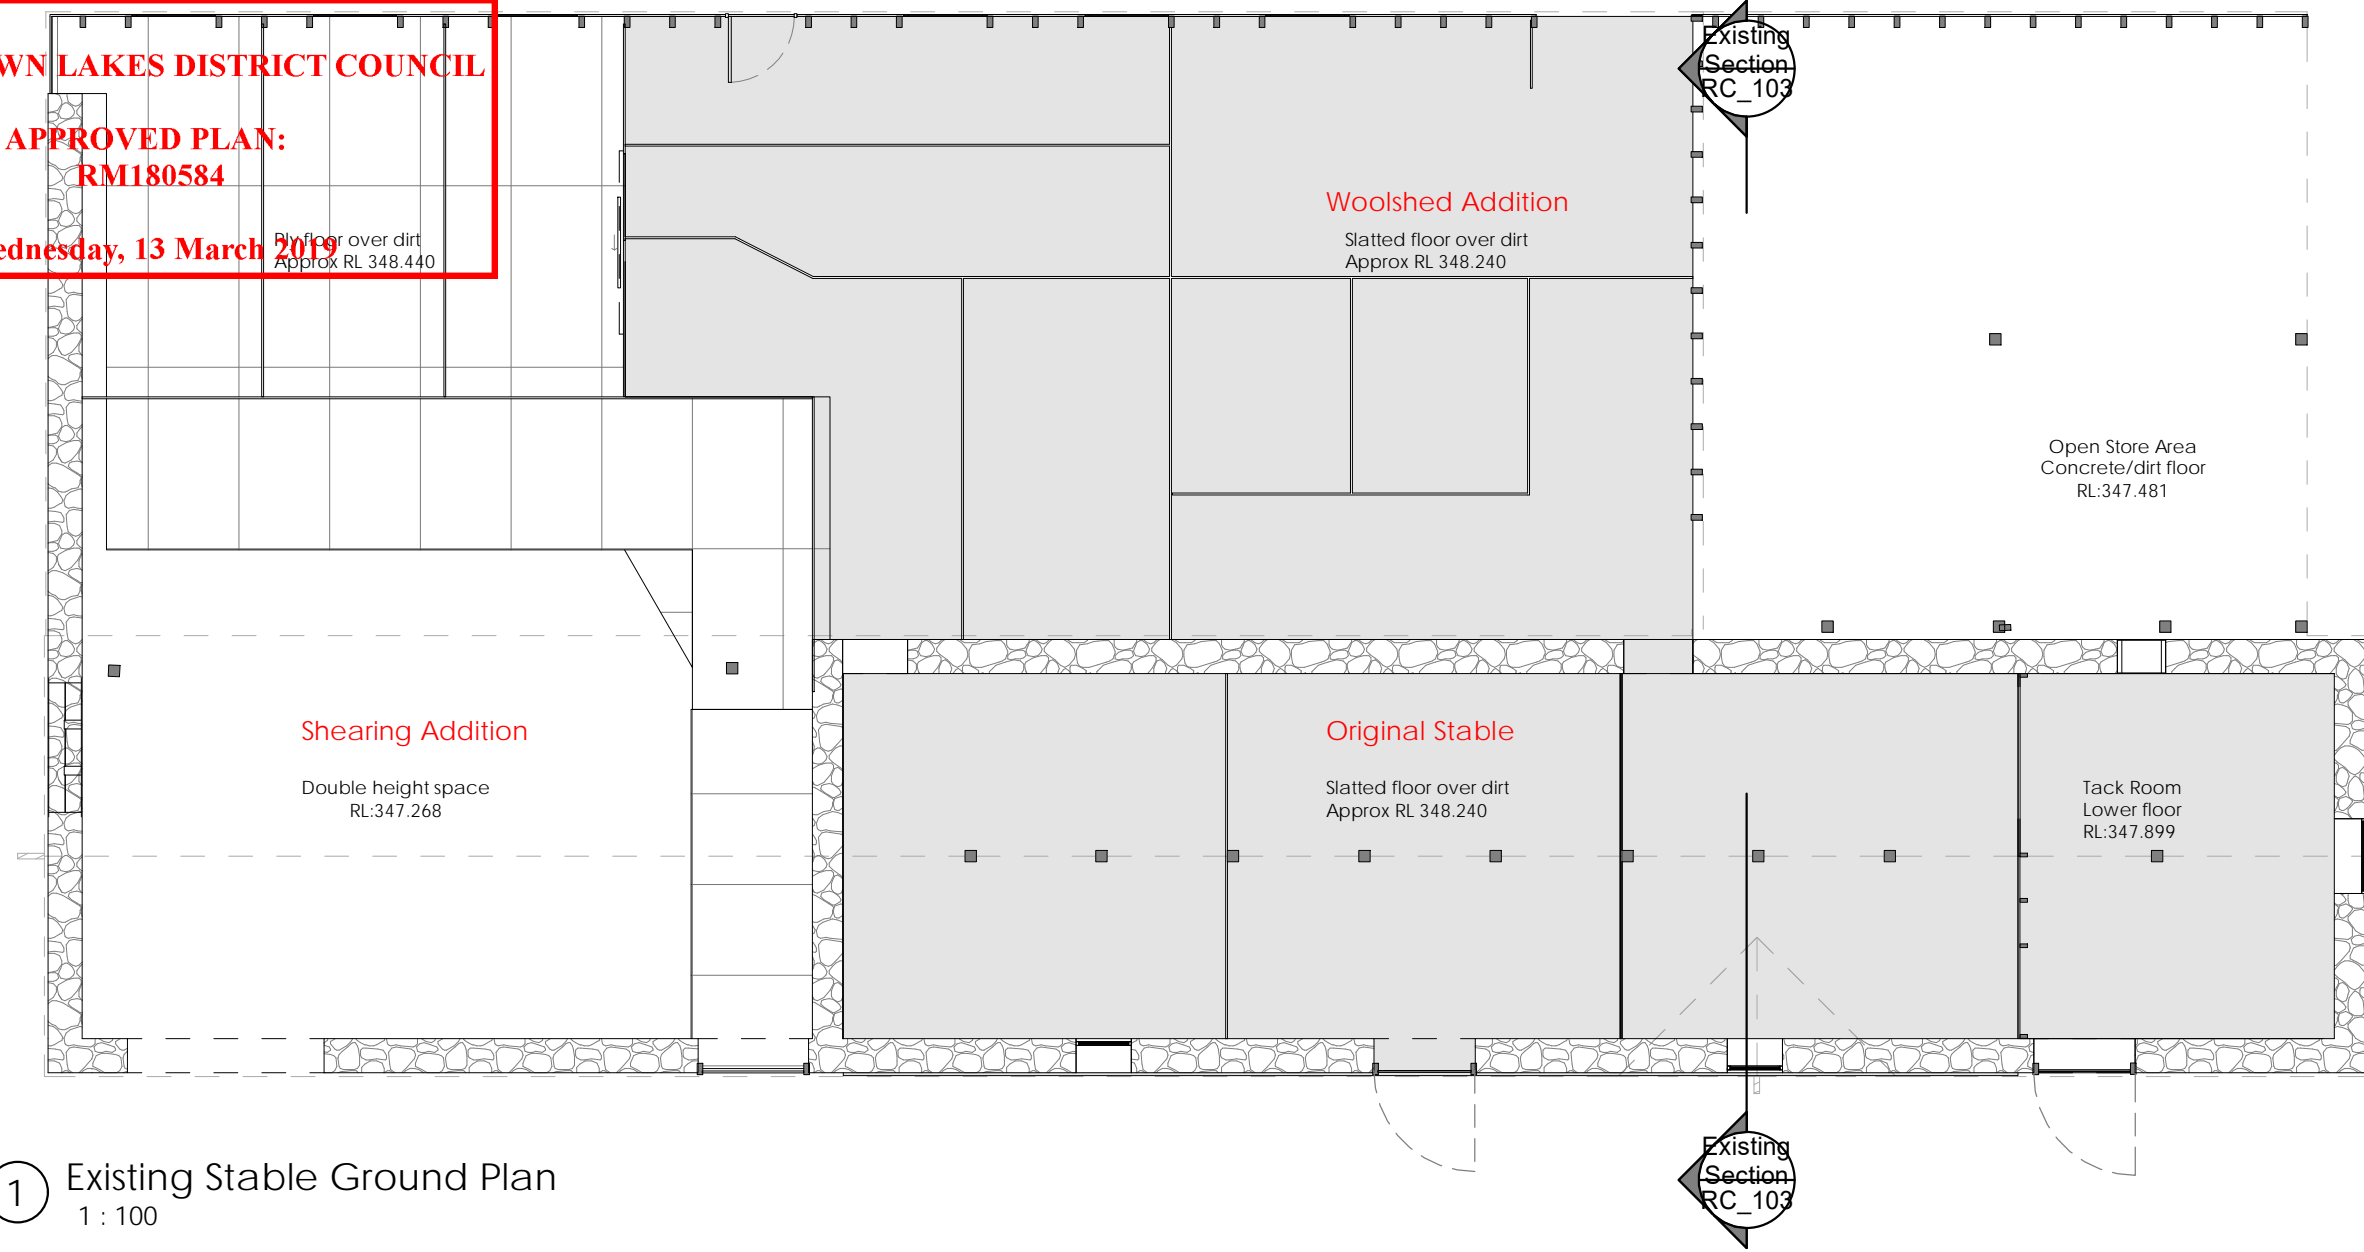 WN LAKES DISTRICT COUNCIL
APPROVED PLAN:
RM180584
ednesday, 13 March 2019
Ply floor over dirt
Approx RL 348.440
Woolshed Addition
Slatted floor over dirt
Approx RL 348.240
Existing
Section
RC_103
Open Store Area
Concrete/dirt floor
RL:347.481
Shearing Addition
Double height space
RL:347.268
Original Stable
Slatted floor over dirt
Approx RL 348.240
Tack Room
Lower floor
RL:347.899
Existing
Section
RC_103
1
Existing Stable Ground Plan
1 : 100